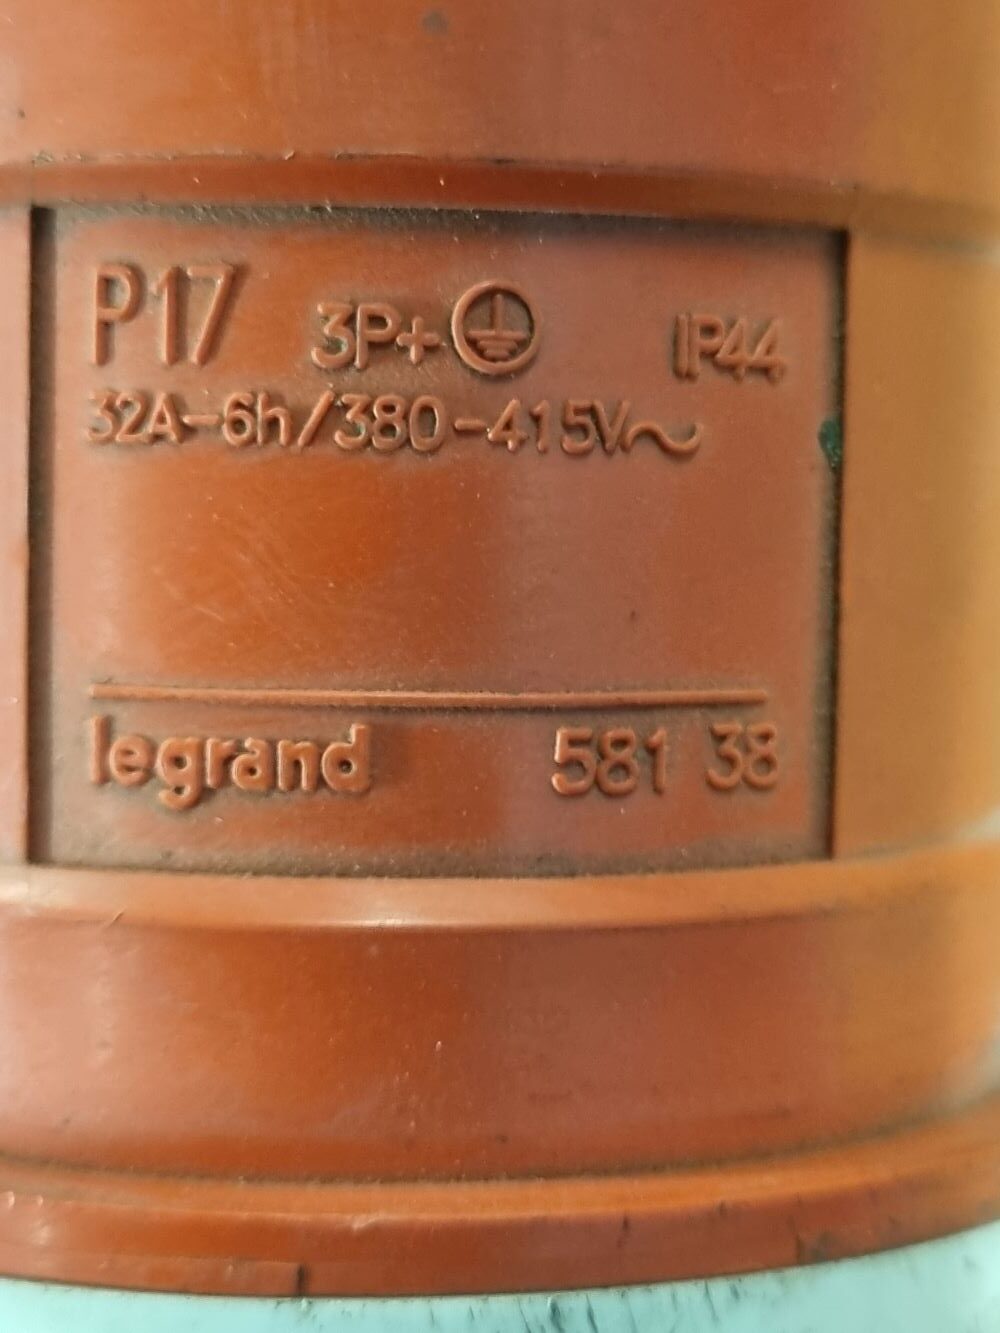 P17 3P+⏚ IP44
32A-6h/380-415V~
legrand 581 38